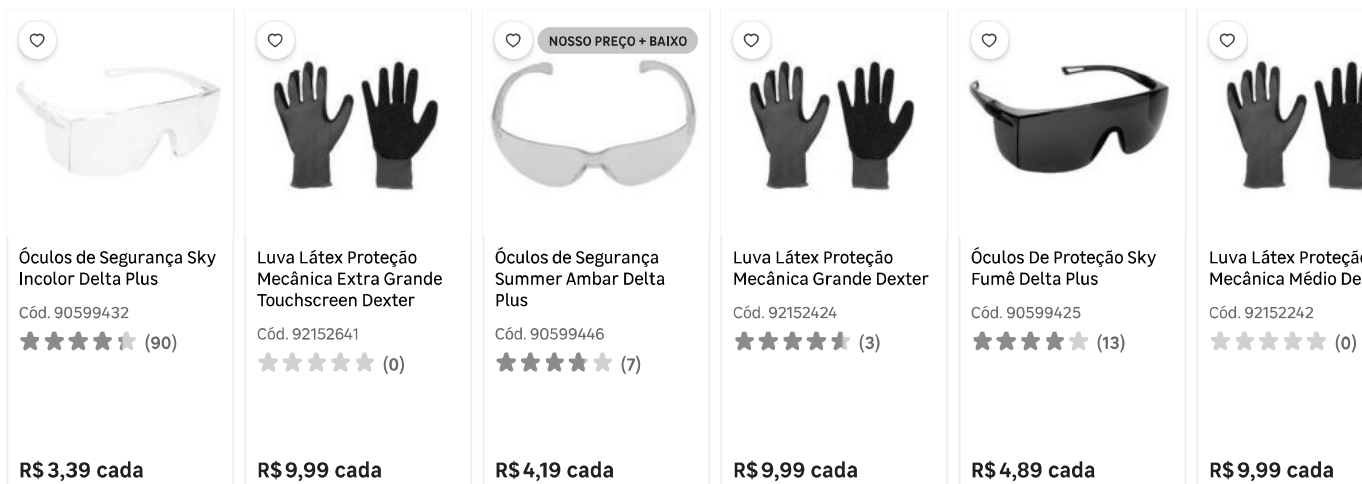 NOSSO PREÇO + BAIXO
Óculos de Segurança Sky
Incolor Delta Plus
Cód. 90599432
(90)
R$ 3,39 cada
Luva Látex Proteção
Mecânica Extra Grande
Touchscreen Dexter
Cód. 92152641
(0)
R$ 9,99 cada
Óculos de Segurança
Summer Ambar Delta
Plus
Cód. 90599446
(7)
R$ 4,19 cada
Luva Látex Proteção
Mecânica Grande Dexter
Cód. 92152424
(3)
R$ 9,99 cada
Óculos De Proteção Sky
Fumê Delta Plus
Cód. 90599425
(13)
R$ 4,89 cada
Luva Látex
Mecânica Médio
Cód. 92152242
(0)
R$ 9,99 cada